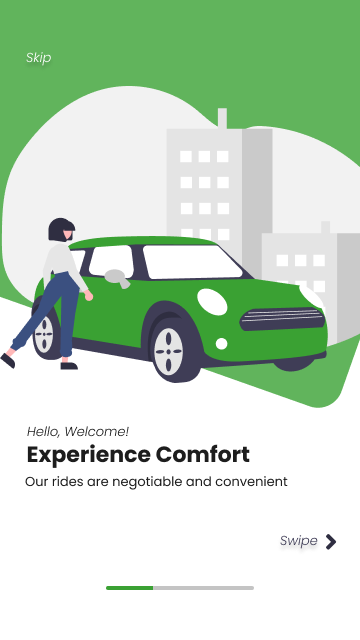 Skip
Hello, Welcome!
Experience Comfort
Our rides are negotiable and convenient
Swipe